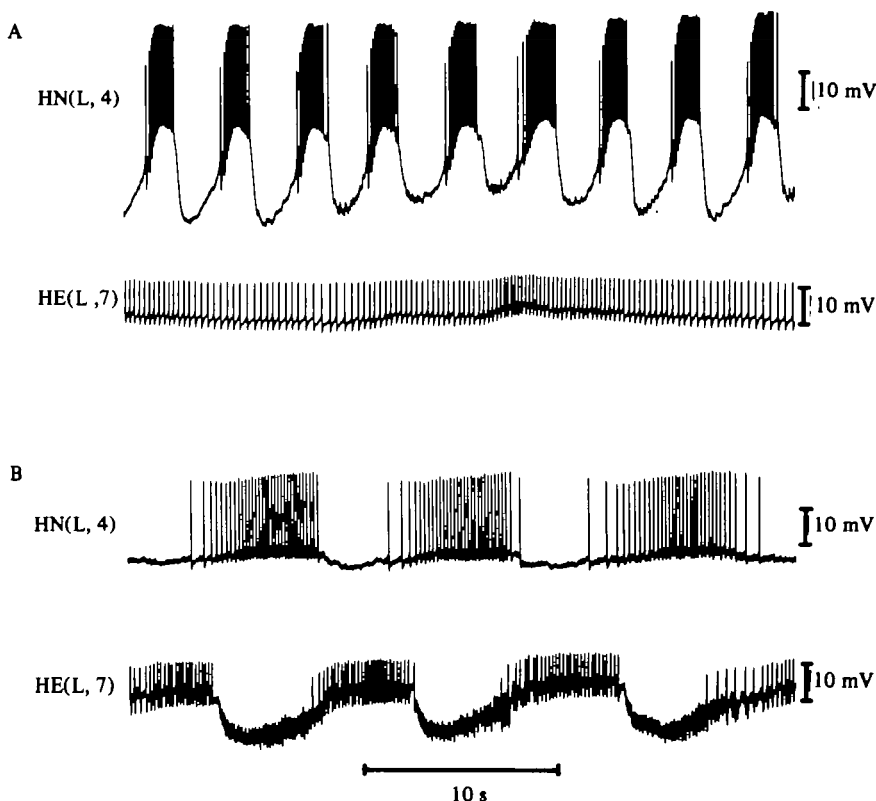 A
HN(L, 4)
10 mV
HE(L ,7)
10 mV
B
HN(L, 4)
10 mV
HE(L, 7)
10 mV
10 s